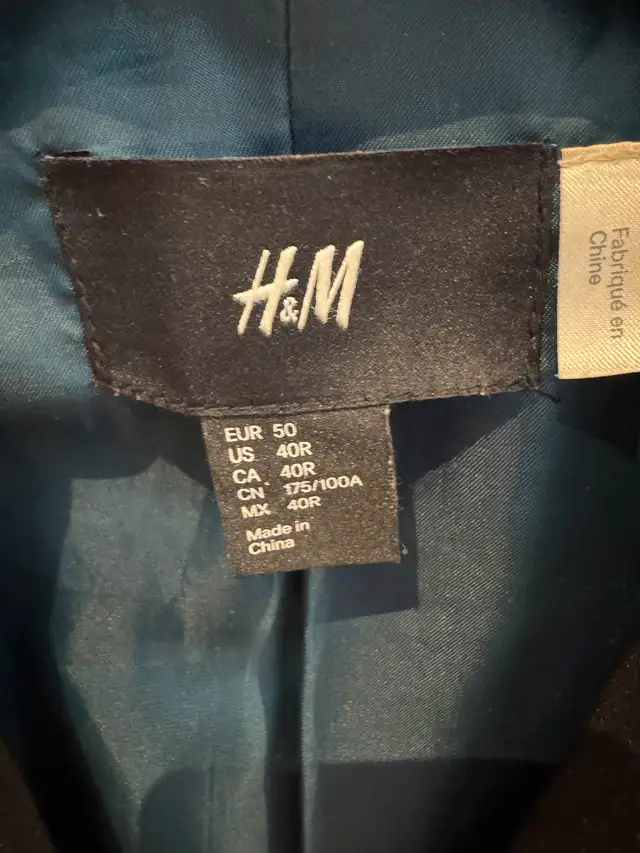 H&M
Fabriqué en
Chine
EUR 50
US 40R
CA. 40R
CN 175/100A
MX 40R
Made in
China